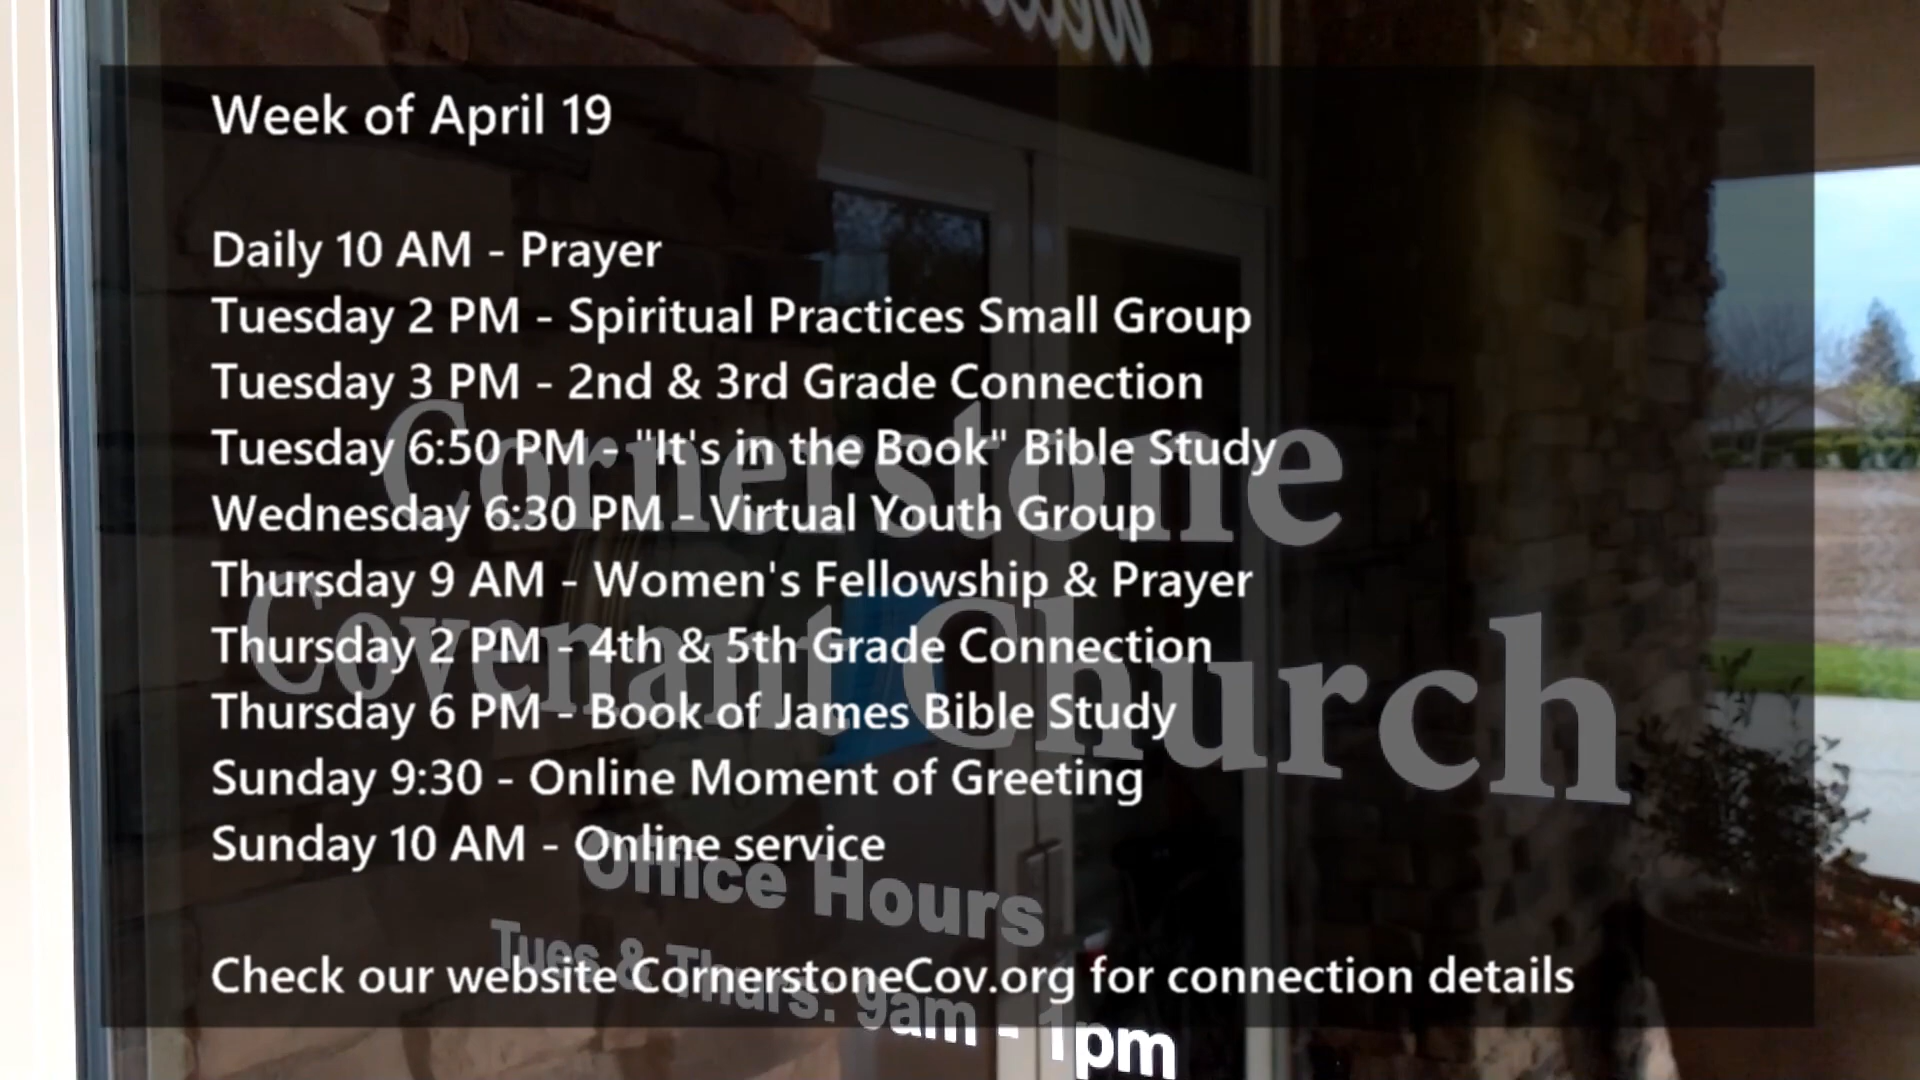 Week of April 19
Daily 10 AM - Prayer
Tuesday 2 PM - Spiritual Practices Small Group
Tuesday 3 PM - 2nd & 3rd Grade Connection
Tuesday 6:50 PM - "It's in the Book" Bible Study
Wednesday 6:30 PM - Virtual Youth Group
Thursday 9 AM - Women's Fellowship & Prayer
Thursday 2 PM - 4th & 5th Grade Connection
Thursday 6 PM - Book of James Bible Study
Sunday 9:30 - Online Moment of Greeting
Sunday 10 AM - Online service
Check our website CornerstoneCov.org for connection details
Cornerstone
Covenant Church
Office Hours
Tues & Thurs: 9am - 1pm